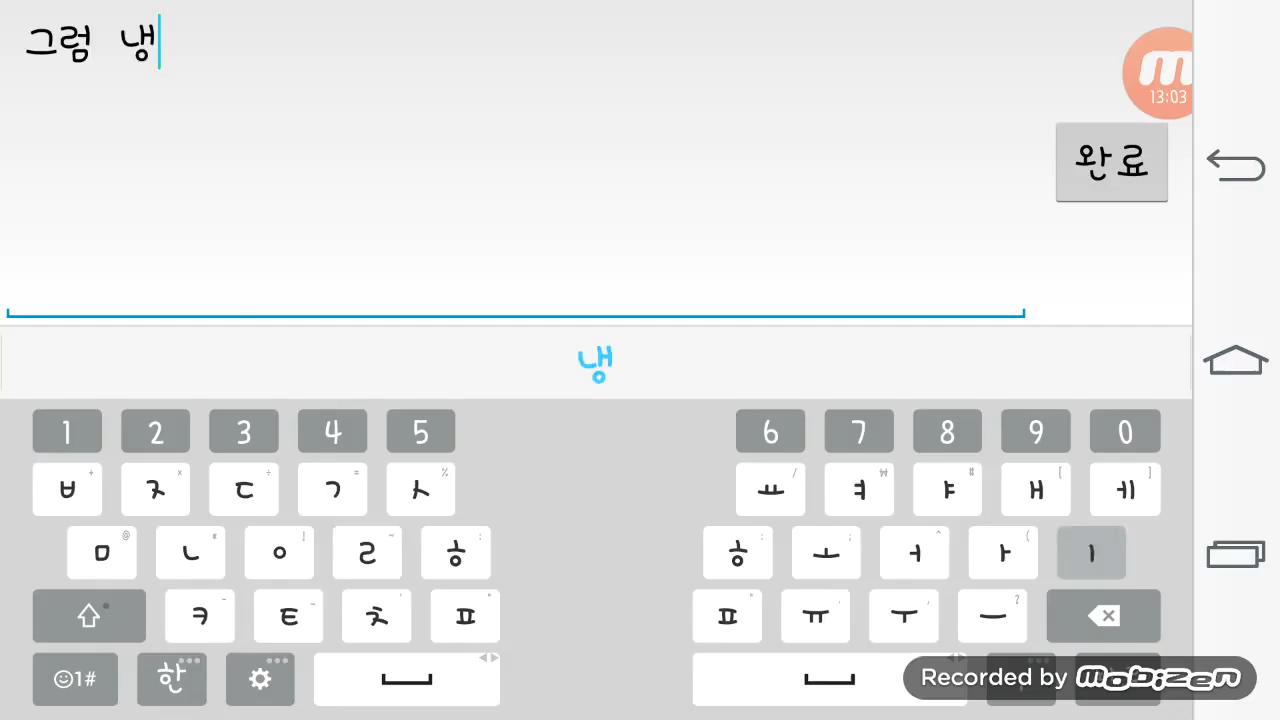 그럼 냉
13:03
완료
냉
1 2 3 4 5 6 7 8 9 0
ㅂ + ㅈ × ㄷ ÷ ㄱ = ㅅ % ㅛ / ㅕ ₩ ㅑ # ㅐ [ ㅔ ]
ㅁ @ ㄴ * ㅇ ! ㄹ ~ ㅎ : ㅎ : ㅗ ; ㅓ ^ ㅏ ( ㅣ
ㅋ - ㅌ ~ ㅊ ' ㅍ " ㅍ " ㅠ . ㅜ , ㅡ ?
1# 한
Recorded by mobizen